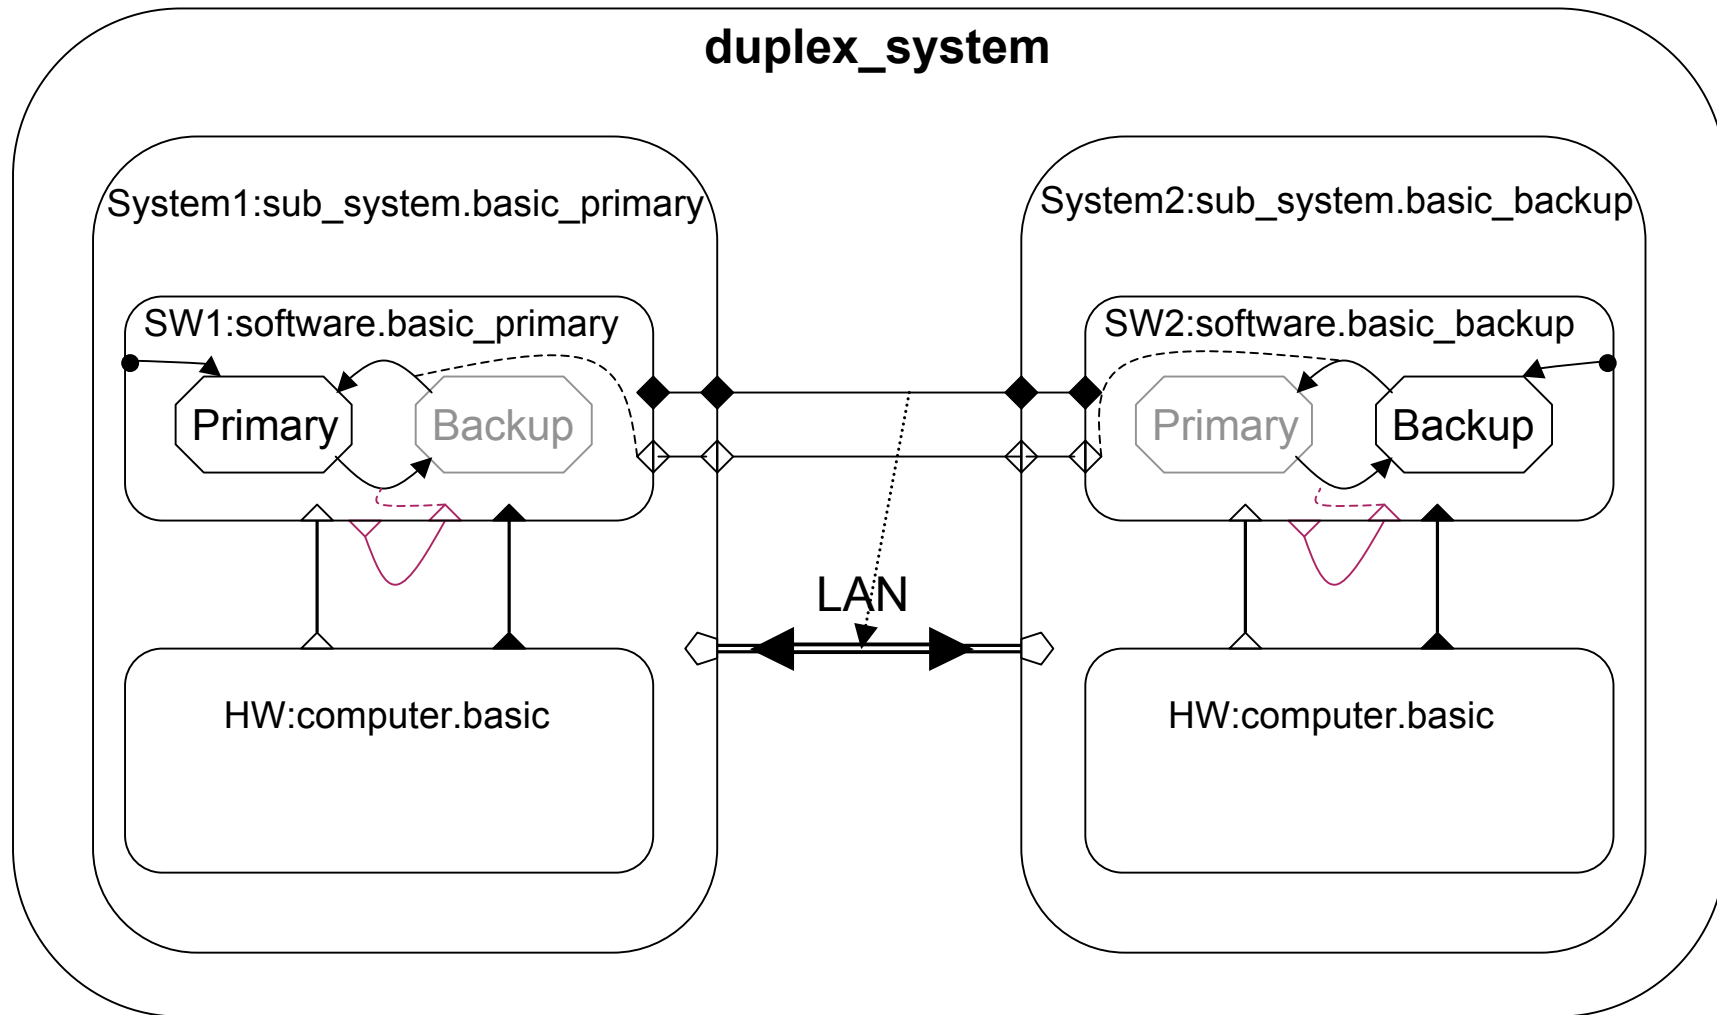 duplex_system
System1:sub_system.basic_primary
System2:sub_system.basic_backup
SW1:software.basic_primary
SW2:software.basic_backup
Primary
Backup
Primary
Backup
LAN
HW:computer.basic
HW:computer.basic